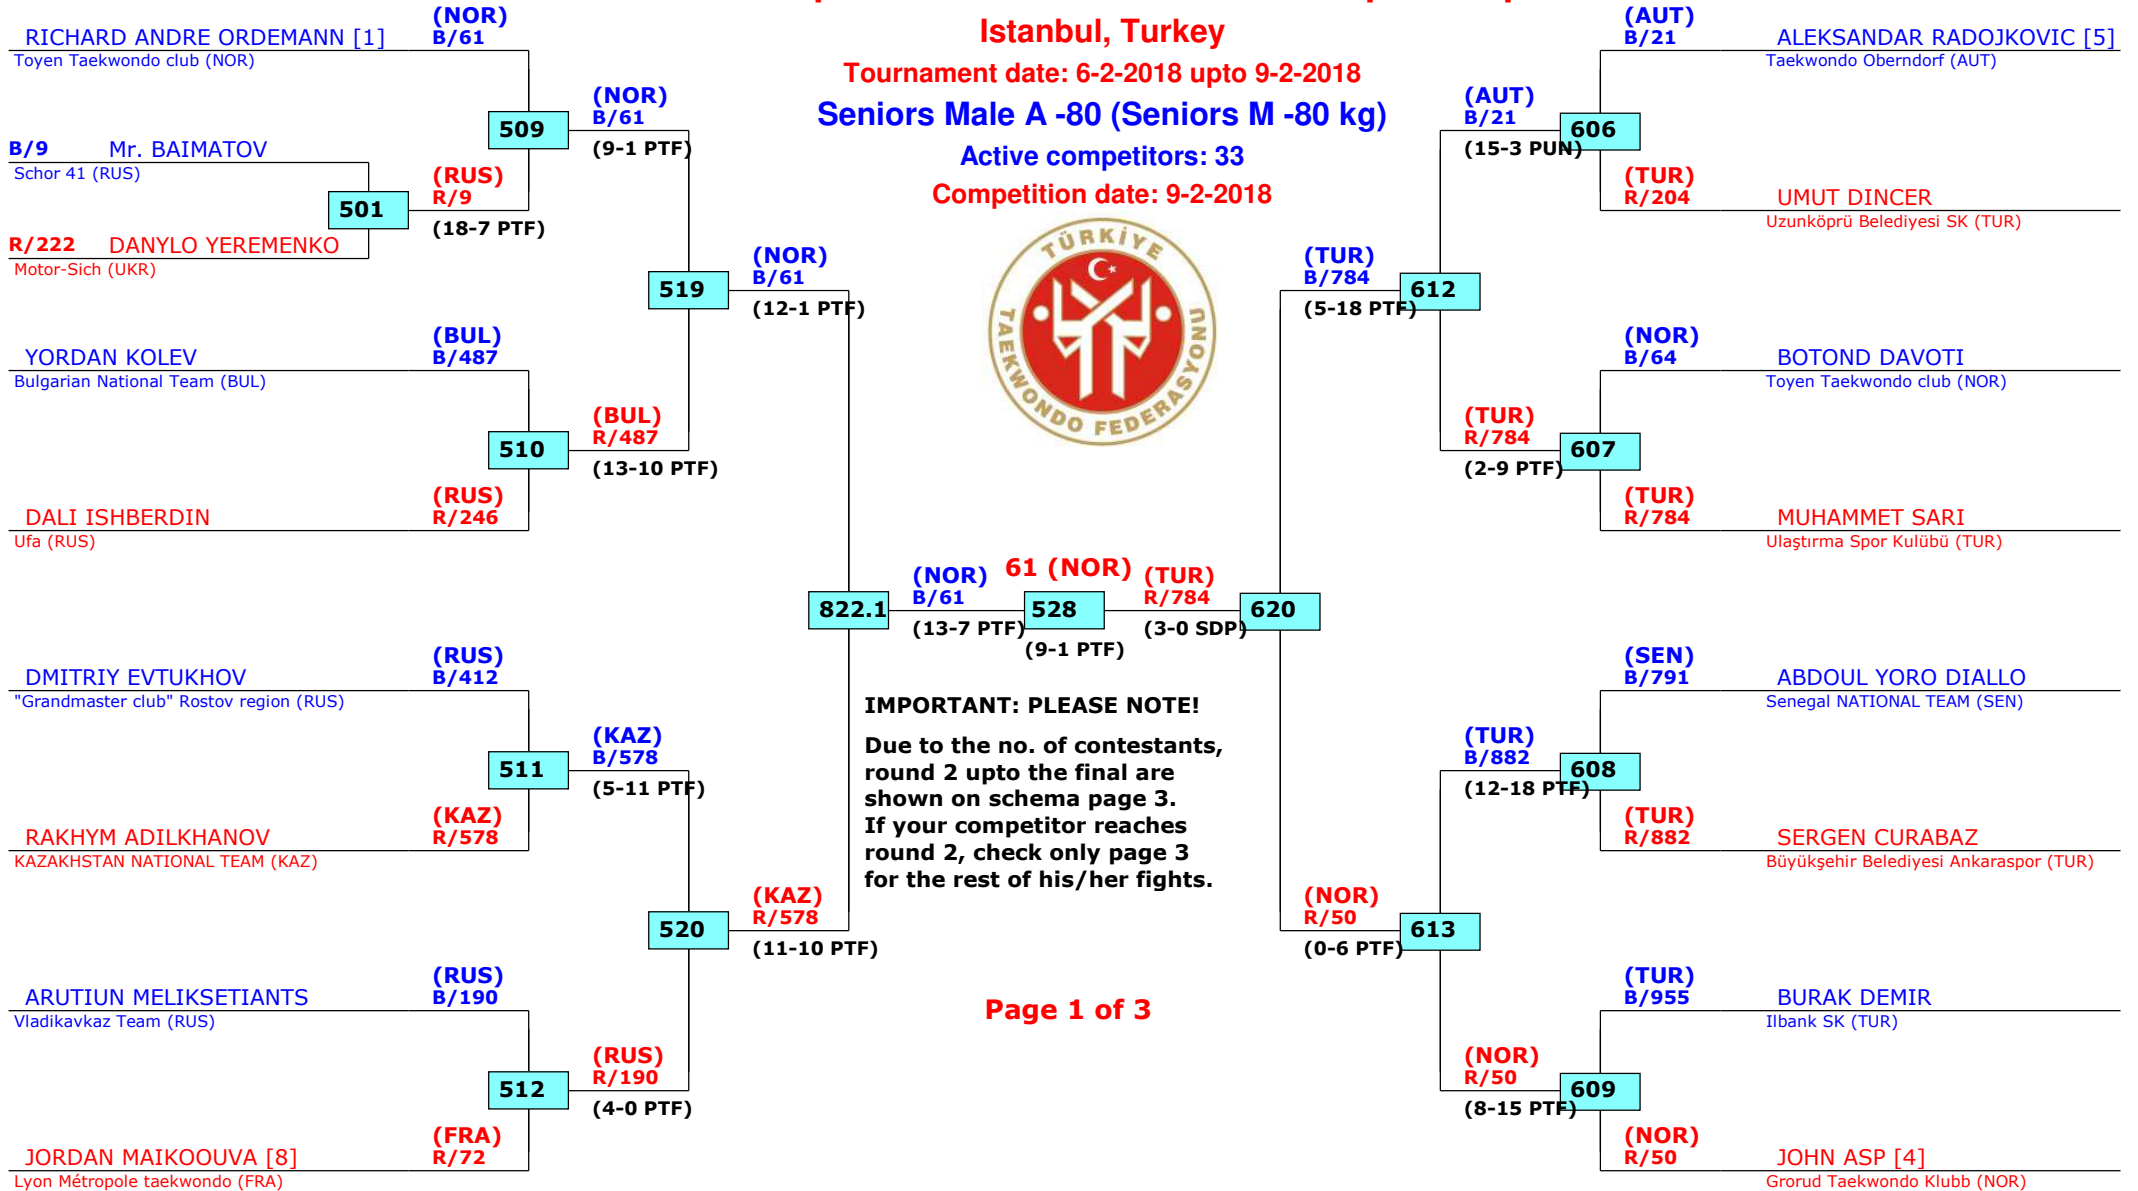 Istanbul, Turkey
Tournament date: 6-2-2018 upto 9-2-2018
Seniors Male A -80 (Seniors M -80 kg)
Active competitors: 33
Competition date: 9-2-2018
TÜRKİYE
TAEKWONDO FEDERASYONU
(NOR)
RICHARD ANDRE ORDEMANN [1] B/61
Toyen Taekwondo club (NOR)
509
(NOR)
B/61
(9-1 PTF)
B/9 Mr. BAIMATOV
Schor 41 (RUS)
501
(RUS)
R/9
(18-7 PTF)
R/222 DANYLO YEREMENKO
Motor-Sich (UKR)
519
(NOR)
B/61
(12-1 PTF)
(BUL)
YORDAN KOLEV B/487
Bulgarian National Team (BUL)
510
(BUL)
R/487
(13-10 PTF)
(RUS)
DALI ISHBERDIN R/246
Ufa (RUS)
822.1
(NOR)
B/61
(13-7 PTF)
61 (NOR)
528
(9-1 PTF)
(TUR)
R/784
(3-0 SDP)
620
(RUS)
DMITRIY EVTUKHOV B/412
"Grandmaster club" Rostov region (RUS)
511
(KAZ)
B/578
(5-11 PTF)
(KAZ)
RAKHYM ADILKHANOV R/578
KAZAKHSTAN NATIONAL TEAM (KAZ)
520
(KAZ)
R/578
(11-10 PTF)
(RUS)
ARUTIUN MELIKSETIANTS B/190
Vladikavkaz Team (RUS)
512
(RUS)
R/190
(4-0 PTF)
(FRA)
JORDAN MAIKOOUVA [8] R/72
Lyon Métropole taekwondo (FRA)
IMPORTANT: PLEASE NOTE!
Due to the no. of contestants,
round 2 upto the final are
shown on schema page 3.
If your competitor reaches
round 2, check only page 3
for the rest of his/her fights.
Page 1 of 3
(AUT)
B/21 ALEKSANDAR RADOJKOVIC [5]
Taekwondo Oberndorf (AUT)
(AUT)
B/21
606
(15-3 PUN)
(TUR)
R/204 UMUT DINCER
Uzunköprü Belediyesi SK (TUR)
(TUR)
B/784
612
(5-18 PTF)
(NOR)
B/64 BOTOND DAVOTI
Toyen Taekwondo club (NOR)
(TUR)
R/784
607
(2-9 PTF)
(TUR)
R/784 MUHAMMET SARI
Ulaştırma Spor Kulübü (TUR)
(SEN)
B/791 ABDOUL YORO DIALLO
Senegal NATIONAL TEAM (SEN)
(TUR)
B/882
608
(12-18 PTF)
(TUR)
R/882 SERGEN CURABAZ
Büyükşehir Belediyesi Ankaraspor (TUR)
(NOR)
R/50
613
(0-6 PTF)
(TUR)
B/955 BURAK DEMIR
Ilbank SK (TUR)
(NOR)
R/50
609
(8-15 PTF)
(NOR)
R/50 JOHN ASP [4]
Grorud Taekwondo Klubb (NOR)